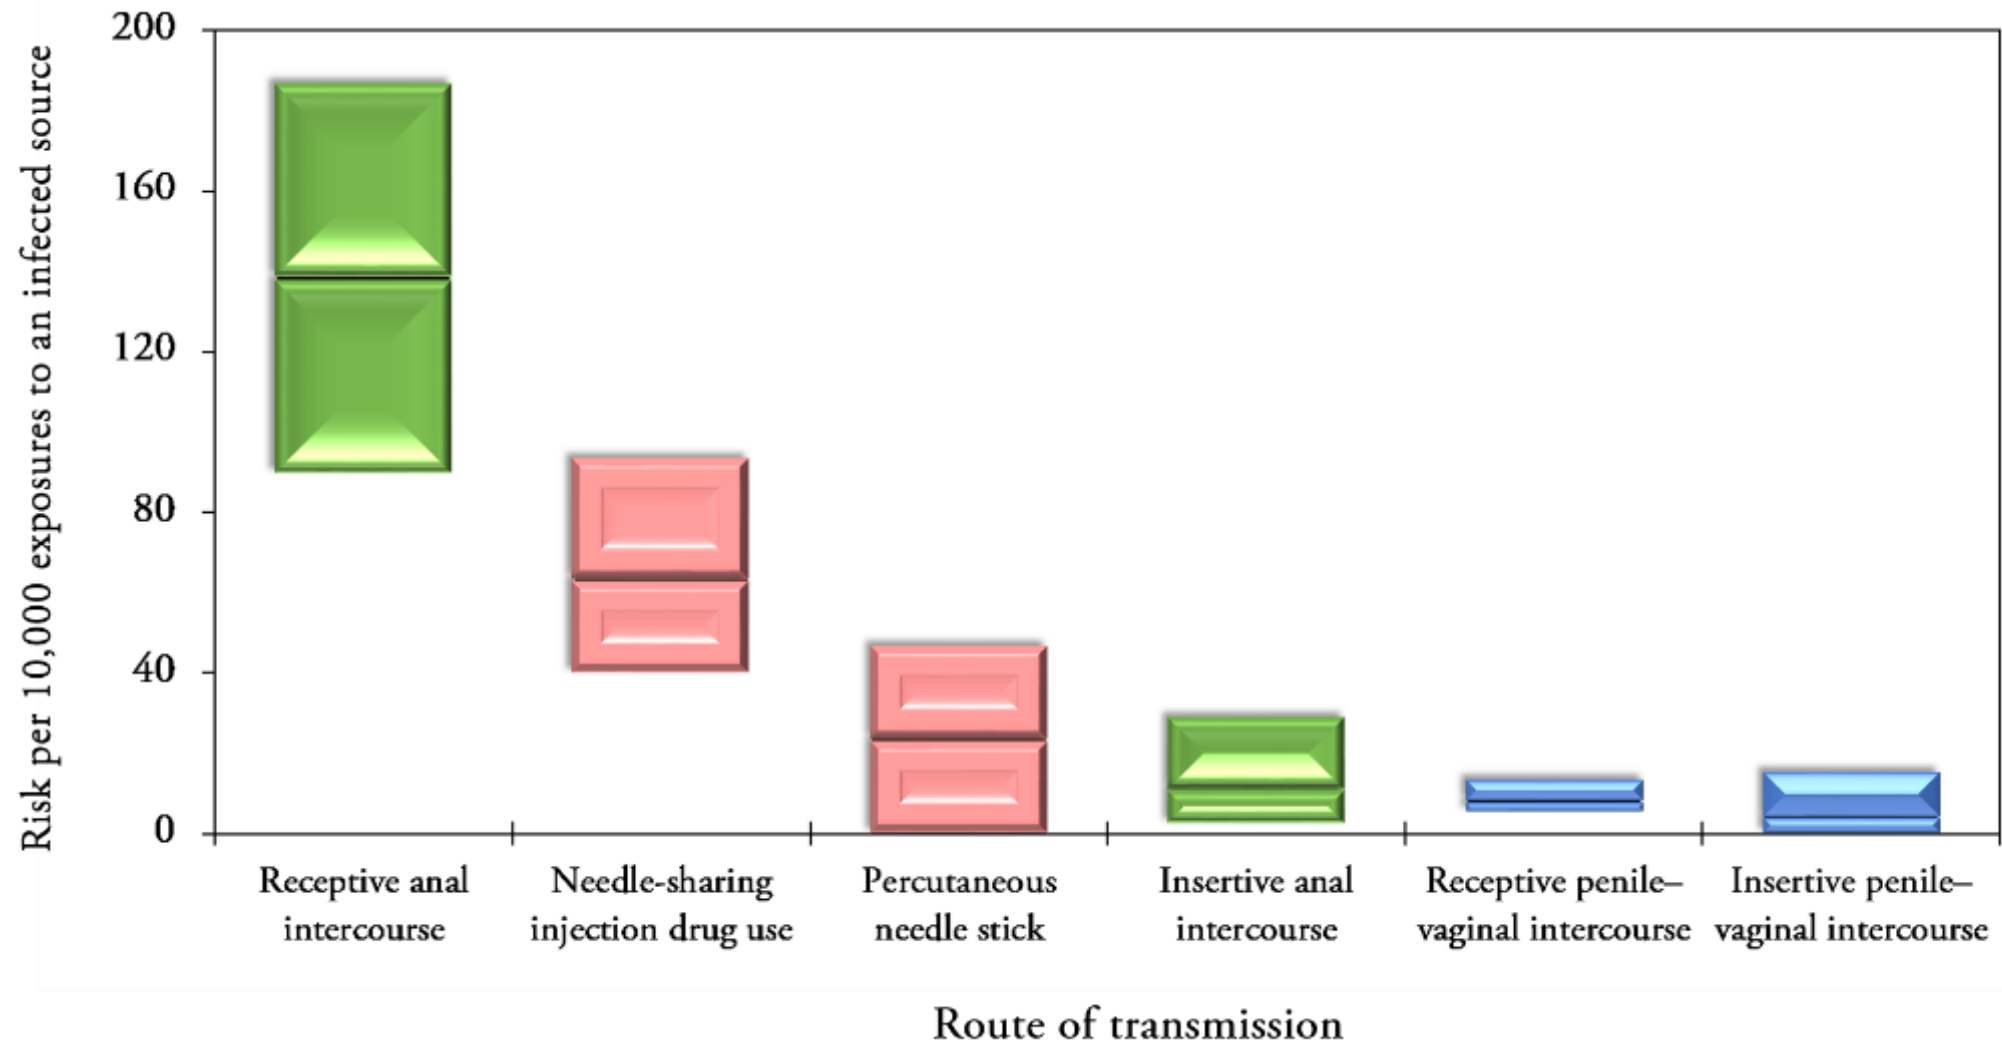 Risk per 10,000 exposures to an infected source
200
160
120
80
40
0
Receptive anal
intercourse
Needle-sharing
injection drug use
Percutaneous
needle stick
Insertive anal
intercourse
Receptive penile–
vaginal intercourse
Insertive penile–
vaginal intercourse
Route of transmission